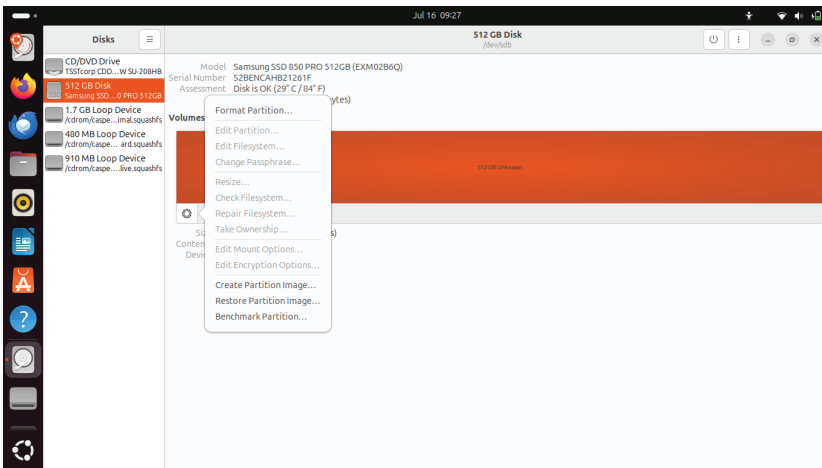 Jul 16 09:27
Disks
512 GB Disk
/dev/sdb
CD/DVD Drive
TSSTcorp CDD...W SU-208HB
512 GB Disk
Samsung SSD...0 PRO 512GB
1.7 GB Loop Device
/cdrom/caspe...imal.squashfs
480 MB Loop Device
/cdrom/caspe... ard.squashfs
910 MB Loop Device
/cdrom/caspe....live.squashfs
Model Samsung SSD 850 PRO 512GB (EXM02B6Q)
Serial Number S2BENCAHB21261F
Assessment Disk is OK (29° C / 84° F)
ytes)
Volumes
512 GB Unknown
Format Partition...
Edit Partition...
Edit Filesystem...
Change Passphrase...
Resize...
Check Filesystem...
Repair Filesystem...
Take Ownership...
Edit Mount Options...
Edit Encryption Options...
Create Partition Image...
Restore Partition Image...
Benchmark Partition...
Siz
s)
Conten
Devi